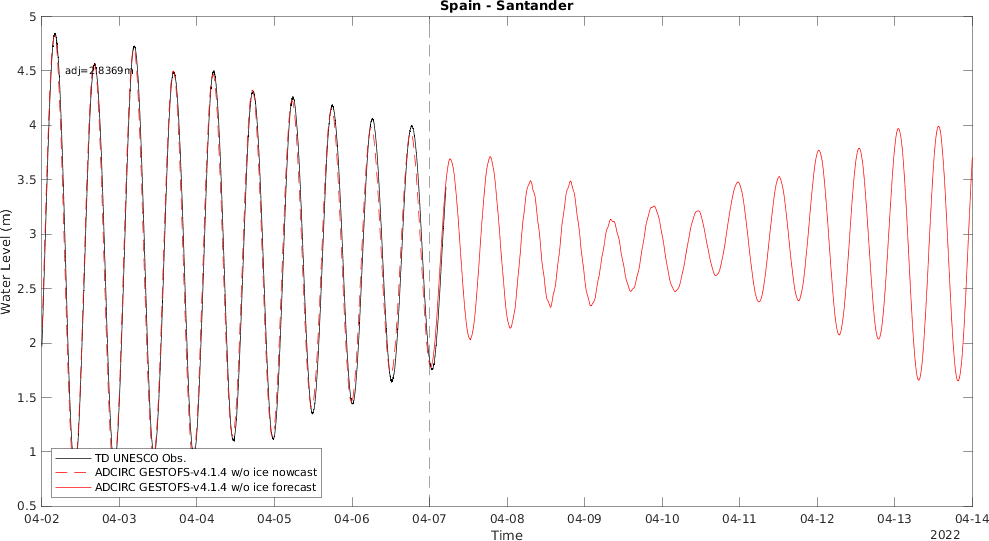 Spain - Santander
5
4.5
4
3.5
3
2.5
2
1.5
1
0.5
Water Level (m)
adj=2.8369m
TD UNESCO Obs.
ADCIRC GESTOFS-v4.1.4 w/o ice nowcast
ADCIRC GESTOFS-v4.1.4 w/o ice forecast
04-02 04-03 04-04 04-05 04-06 04-07 04-08 04-09 04-10 04-11 04-12 04-13 04-14
Time
2022